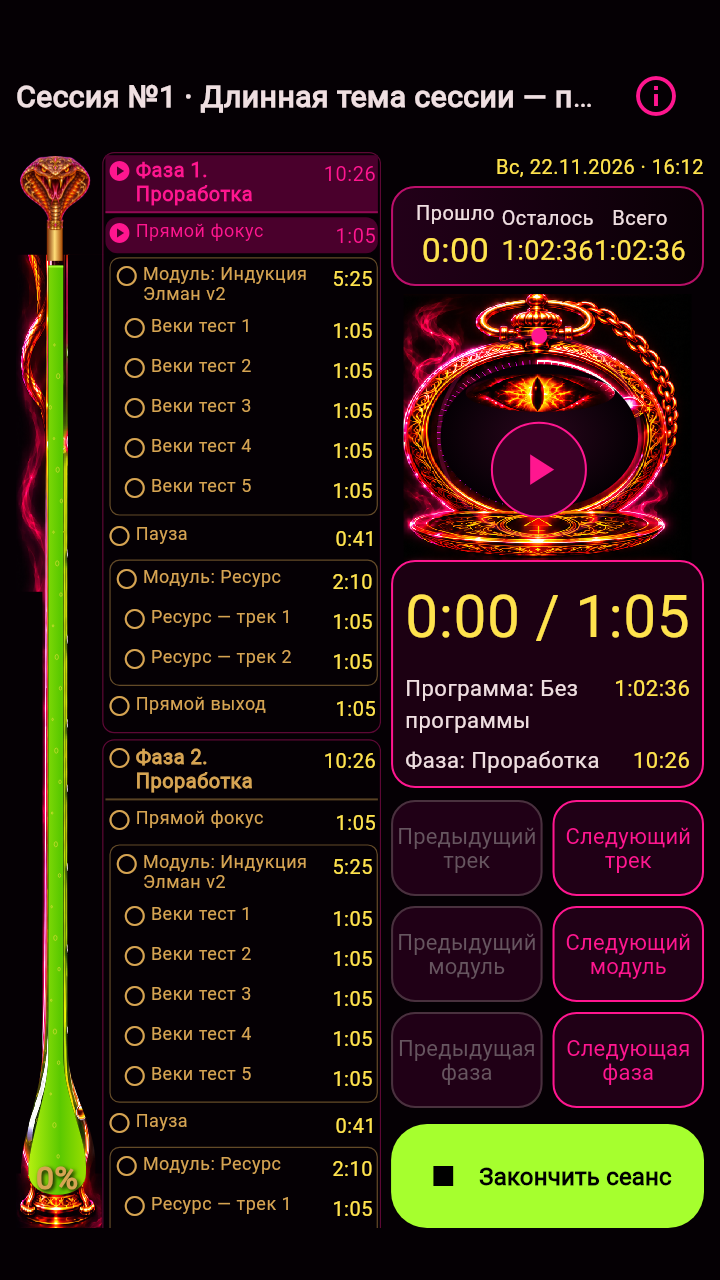 Сессия №1 · Длинная тема сессии — п...
Фаза 1.
Проработка
10:26
Прямой фокус
1:05
Модуль: Индукция
Элман v2
5:25
Веки тест 1
1:05
Веки тест 2
1:05
Веки тест 3
1:05
Веки тест 4
1:05
Веки тест 5
1:05
Пауза
0:41
Модуль: Ресурс
2:10
Ресурс — трек 1
1:05
Ресурс — трек 2
1:05
Прямой выход
1:05
Фаза 2.
Проработка
10:26
Прямой фокус
1:05
Модуль: Индукция
Элман v2
5:25
Веки тест 1
1:05
Веки тест 2
1:05
Веки тест 3
1:05
Веки тест 4
1:05
Веки тест 5
1:05
Пауза
0:41
Модуль: Ресурс
2:10
Ресурс — трек 1
1:05
0%
Вс, 22.11.2026 · 16:12
Прошло Осталось Всего
0:00 1:02:36 1:02:36
0:00 / 1:05
Программа: Без
программы
1:02:36
Фаза: Проработка
10:26
Предыдущий
трек
Следующий
трек
Предыдущий
модуль
Следующий
модуль
Предыдущая
фаза
Следующая
фаза
Закончить сеанс